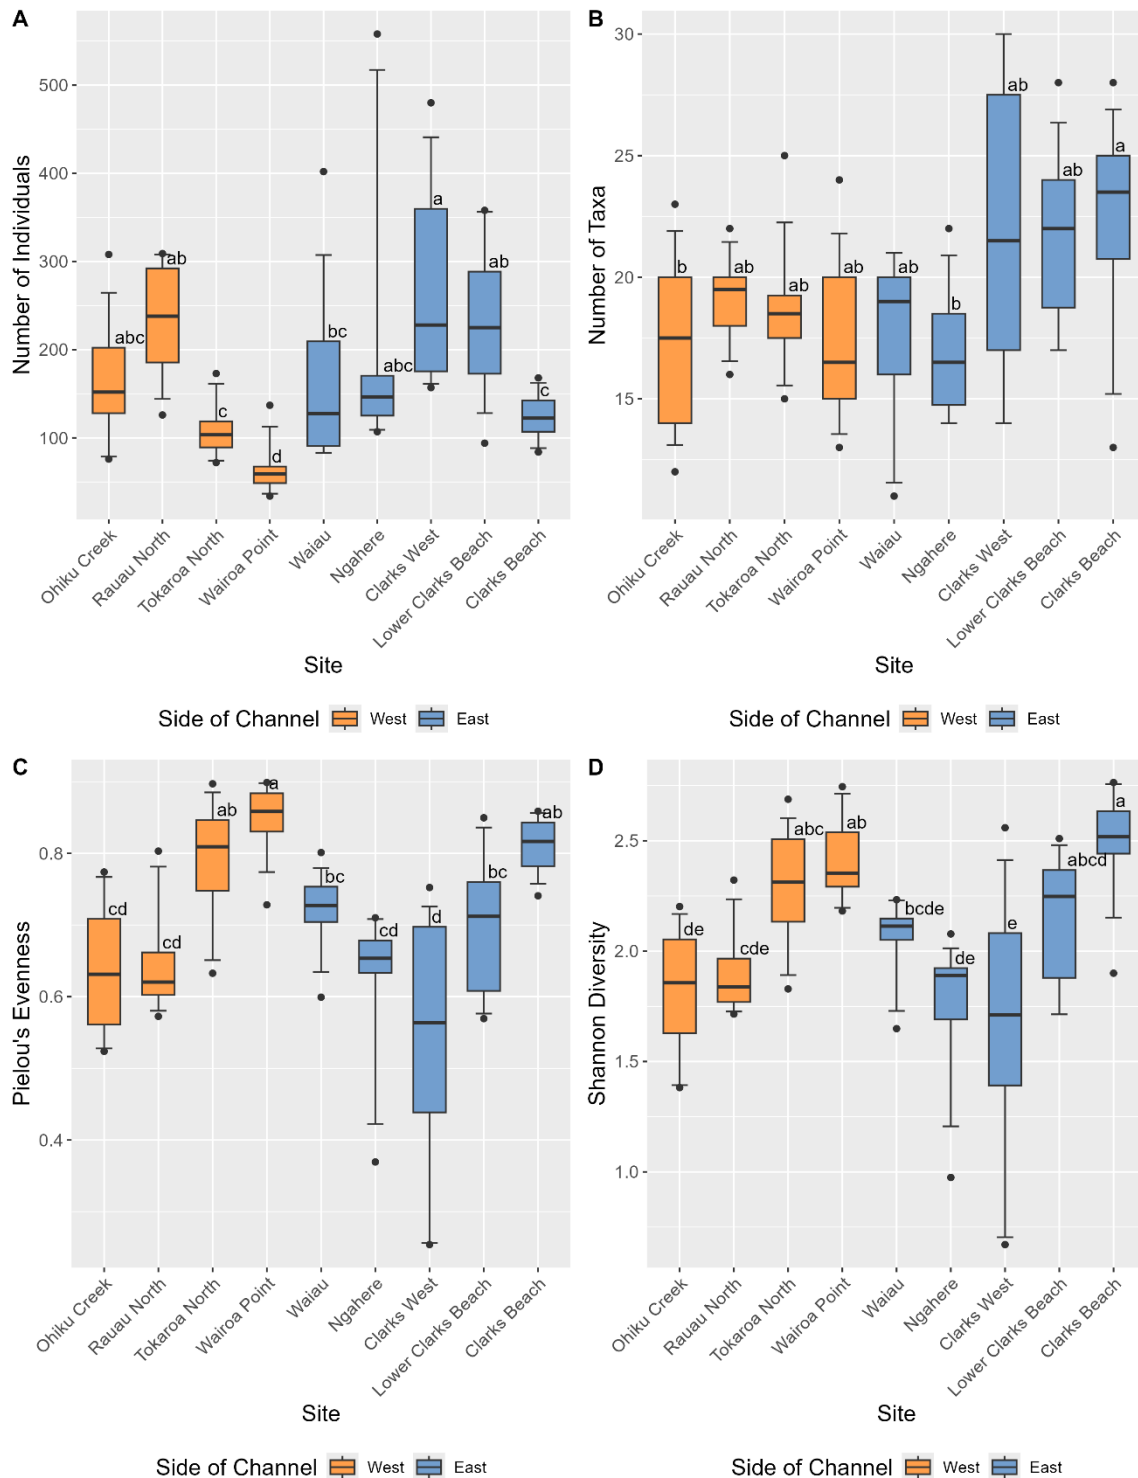 A
Number of Individuals
500
400
300
200
100
abc
ab
c
d
bc
abc
a
ab
c
Ohiku Creek
Rauau North
Tokaroa North
Wairoa Point
Waiau
Ngahere
Clarks West
Lower Clarks Beach
Clarks Beach
Site
Side of Channel West East
B
Number of Taxa
30
25
20
15
b
ab
ab
ab
ab
b
ab
ab
a
Ohiku Creek
Rauau North
Tokaroa North
Wairoa Point
Waiau
Ngahere
Clarks West
Lower Clarks Beach
Clarks Beach
Site
Side of Channel West East
C
Pielou's Evenness
0.8
0.6
0.4
cd
cd
ab
a
bc
cd
d
bc
ab
Ohiku Creek
Rauau North
Tokaroa North
Wairoa Point
Waiau
Ngahere
Clarks West
Lower Clarks Beach
Clarks Beach
Site
Side of Channel West East
D
Shannon Diversity
2.5
2.0
1.5
1.0
de
cde
abc
ab
bcde
de
e
abcd
a
Ohiku Creek
Rauau North
Tokaroa North
Wairoa Point
Waiau
Ngahere
Clarks West
Lower Clarks Beach
Clarks Beach
Site
Side of Channel West East